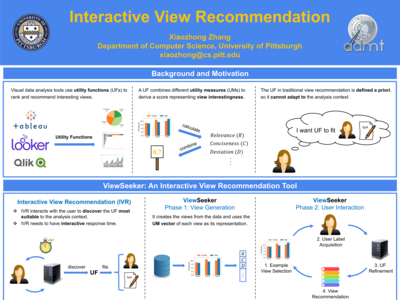 Interactive View Recommendation
Xiaozhong Zhang
Department of Computer Science, University of Pittsburgh
xiaozhong@cs.pitt.edu
UNIVERSITY OF
PITTSBURGH
admt
Background and Motivation
Visual data analysis tools use utility functions (UFs) to
rank and recommend interesting views.
+ableau
looker
Qlik
Utility Functions
A UF combines different utility measures (UMs) to
derive a score representing view interestingness.
calculate
combine
0.7
Relevance (R)
Conciseness (C)
Deviation (D)
The UF in traditional view recommendation is defined a priori,
so it cannot adapt to the analysis context.
I want UF to fit
ViewSeeker: An Interactive View Recommendation Tool
Interactive View Recommendation (IVR)
IVR interacts with the user to discover the UF most
suitable to the analysis context.
IVR needs to have interactive response time.
discover
UF
fits
ViewSeeker
Phase 1: View Generation
It creates the views from the data and uses the
UM vector of each view as its representation.
ViewSeeker
Phase 2: User Interaction
2. User Label
Acquisition
1. Example
View Selection
3. UF
Refinement
4. View
Recommendation